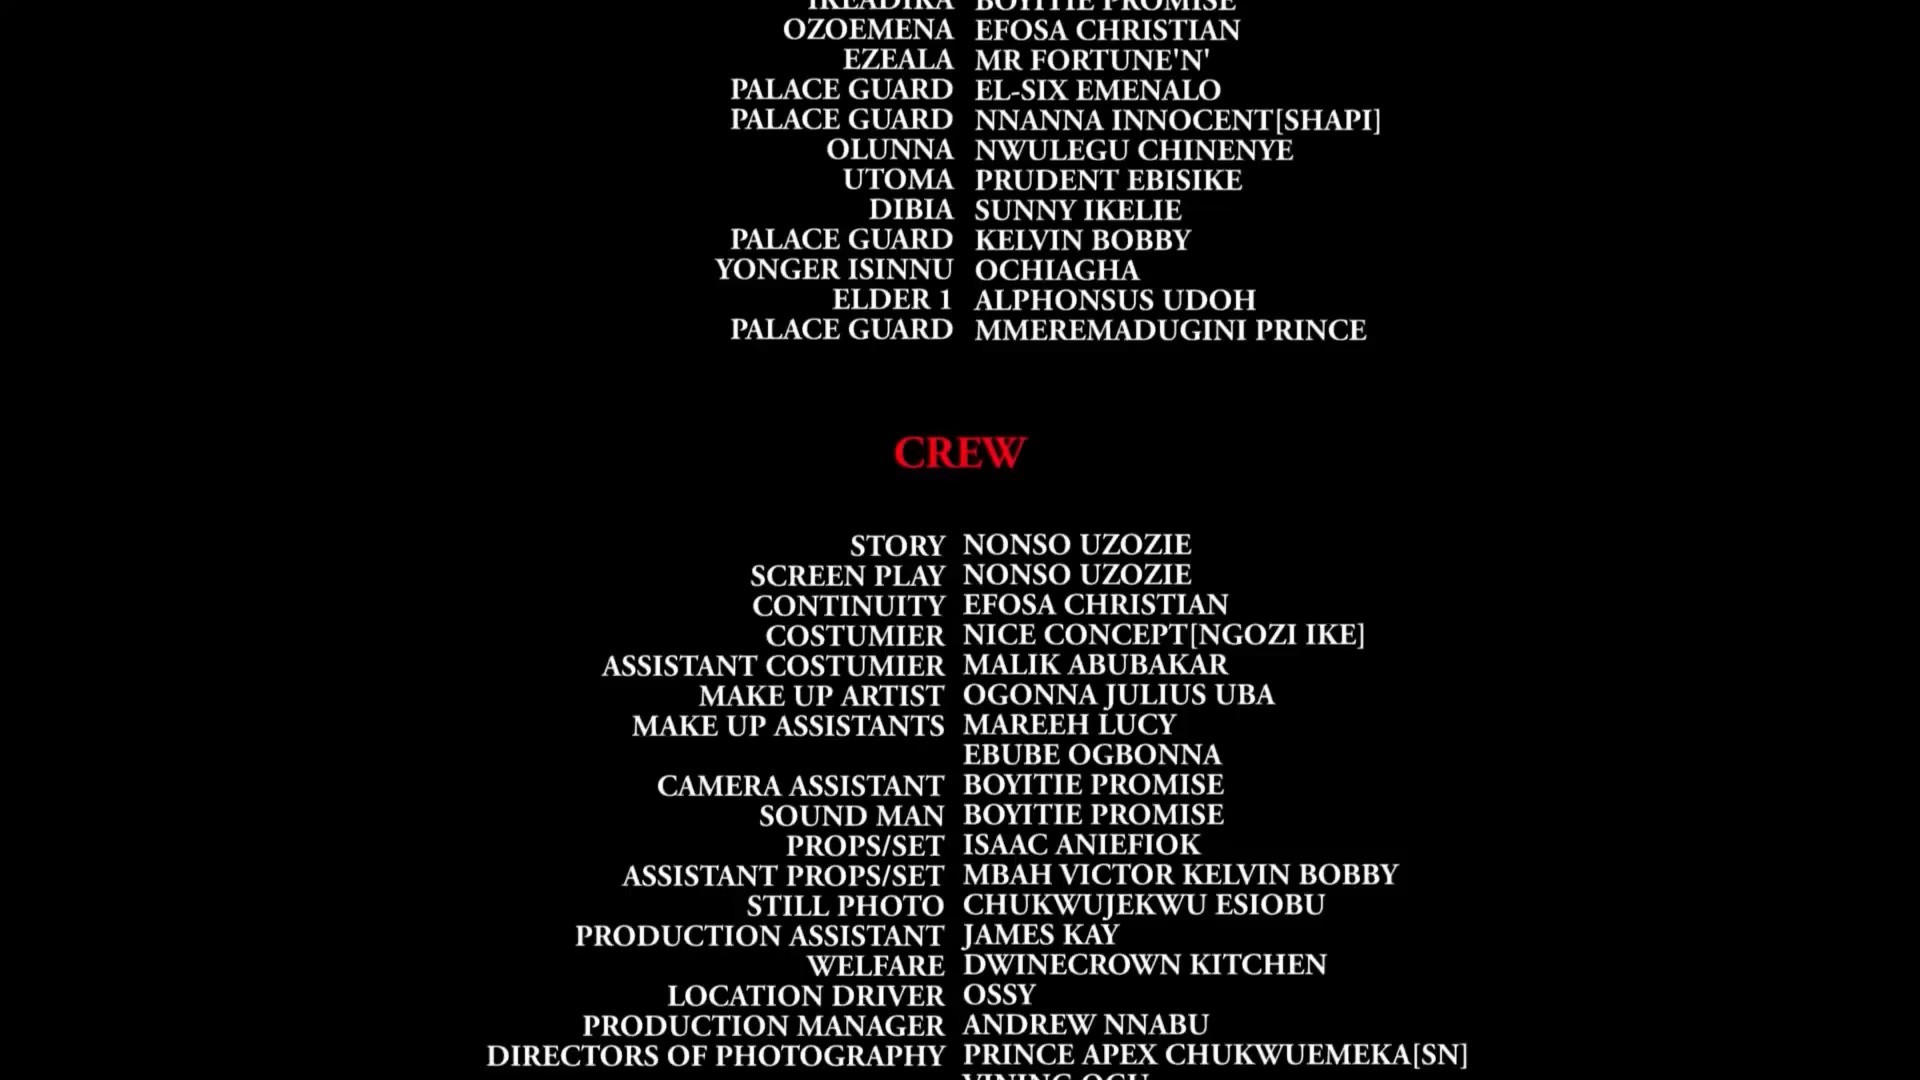 IKEADIKA BOYITIE PROMISE
OZOEMENA EFOSA CHRISTIAN
EZEALA MR FORTUNE'N'
PALACE GUARD EL-SIX EMENALO
PALACE GUARD NNANNA INNOCENT[SHAPI]
OLUNNA NWULEGU CHINENYE
UTOMA PRUDENT EBISIKE
DIBIA SUNNY IKELIE
PALACE GUARD KELVIN BOBBY
YONGER ISINNU OCHIAGHA
ELDER 1 ALPHONSUS UDOH
PALACE GUARD MMEREMADUGINI PRINCE
CREW
STORY NONSO UZOZIE
SCREEN PLAY NONSO UZOZIE
CONTINUITY EFOSA CHRISTIAN
COSTUMIER NICE CONCEPT[NGOZI IKE]
ASSISTANT COSTUMIER MALIK ABUBAKAR
MAKE UP ARTIST OGONNA JULIUS UBA
MAKE UP ASSISTANTS MAREEH LUCY
EBUBE OGBONNA
CAMERA ASSISTANT BOYITIE PROMISE
SOUND MAN BOYITIE PROMISE
PROPS/SET ISAAC ANIEFIOK
ASSISTANT PROPS/SET MBAH VICTOR KELVIN BOBBY
STILL PHOTO CHUKWUJEKWU ESIOBU
PRODUCTION ASSISTANT JAMES KAY
WELFARE DWINECROWN KITCHEN
LOCATION DRIVER OSSY
PRODUCTION MANAGER ANDREW NNABU
DIRECTORS OF PHOTOGRAPHY PRINCE APEX CHUKWUEMEKA[SN]